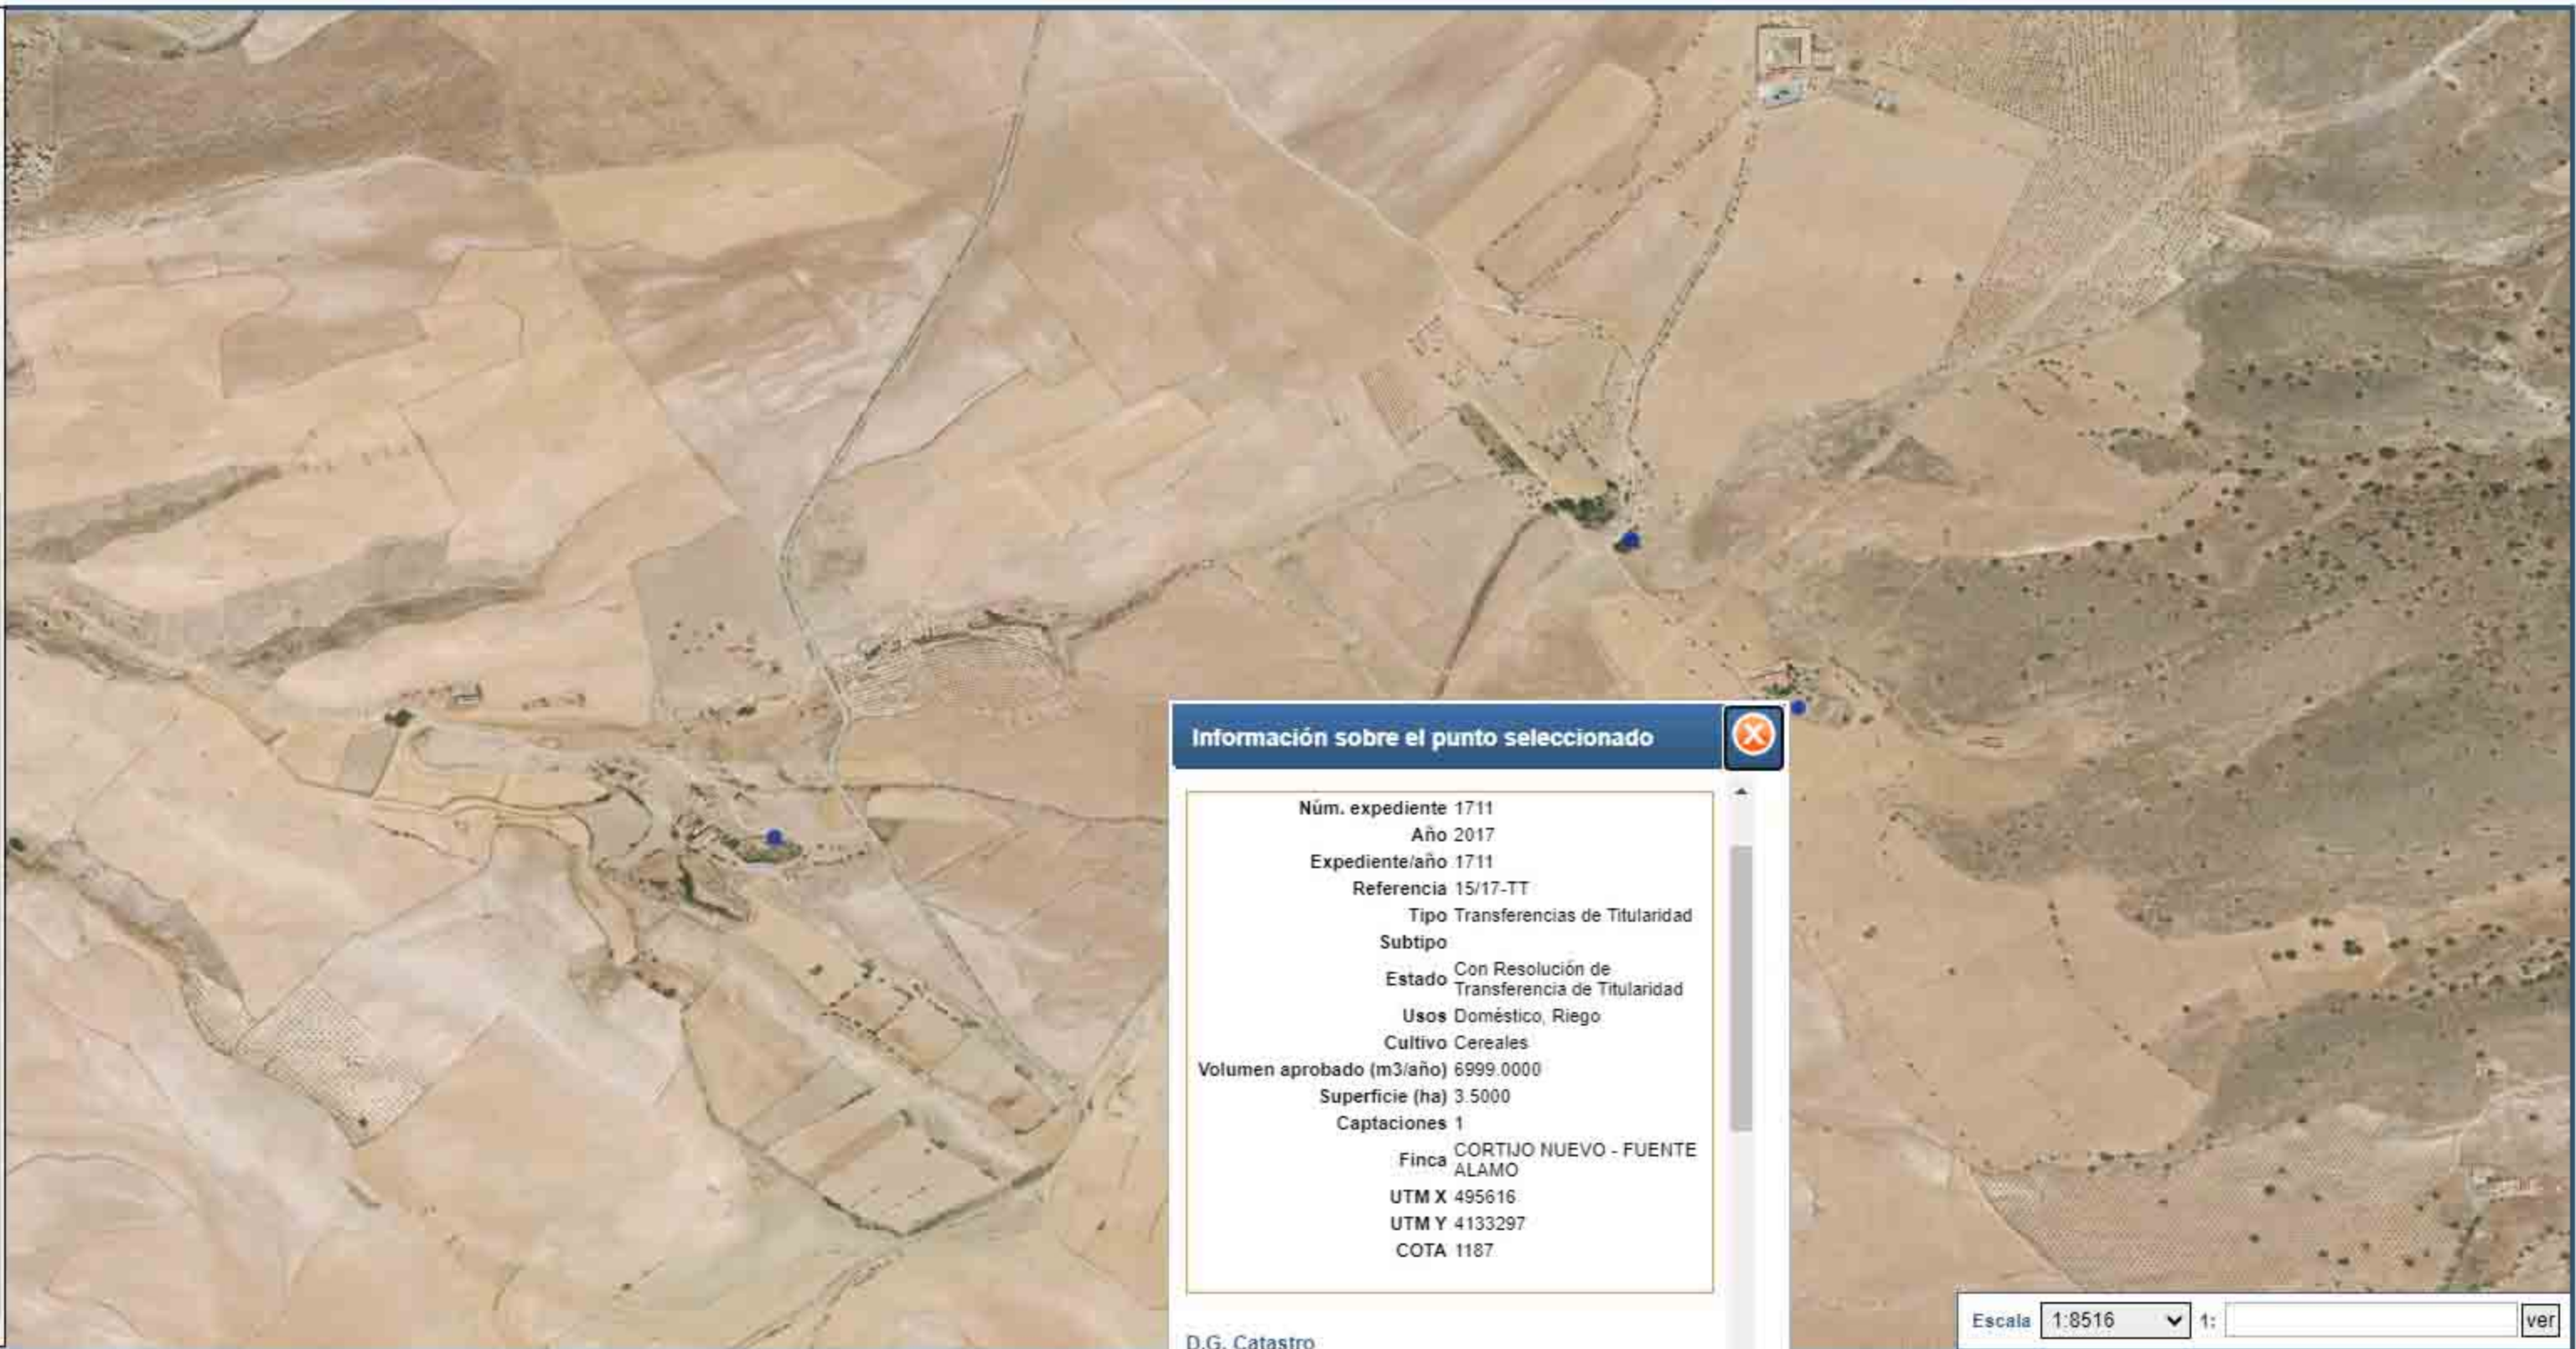 Información sobre el punto seleccionado
Núm. expediente 1711
Año 2017
Expediente/año 1711
Referencia 15/17-TT
Tipo Transferencias de Titularidad
Subtipo
Estado Con Resolución de
Transferencia de Titularidad
Usos Doméstico, Riego
Cultivo Cereales
Volumen aprobado (m3/año) 6999.0000
Superficie (ha) 3.5000
Captaciones 1
Finca CORTIJO NUEVO - FUENTE
ALAMO
UTM X 495616
UTM Y 4133297
COTA 1187
D.G. Catastro
Escala 1:8516 1: ver